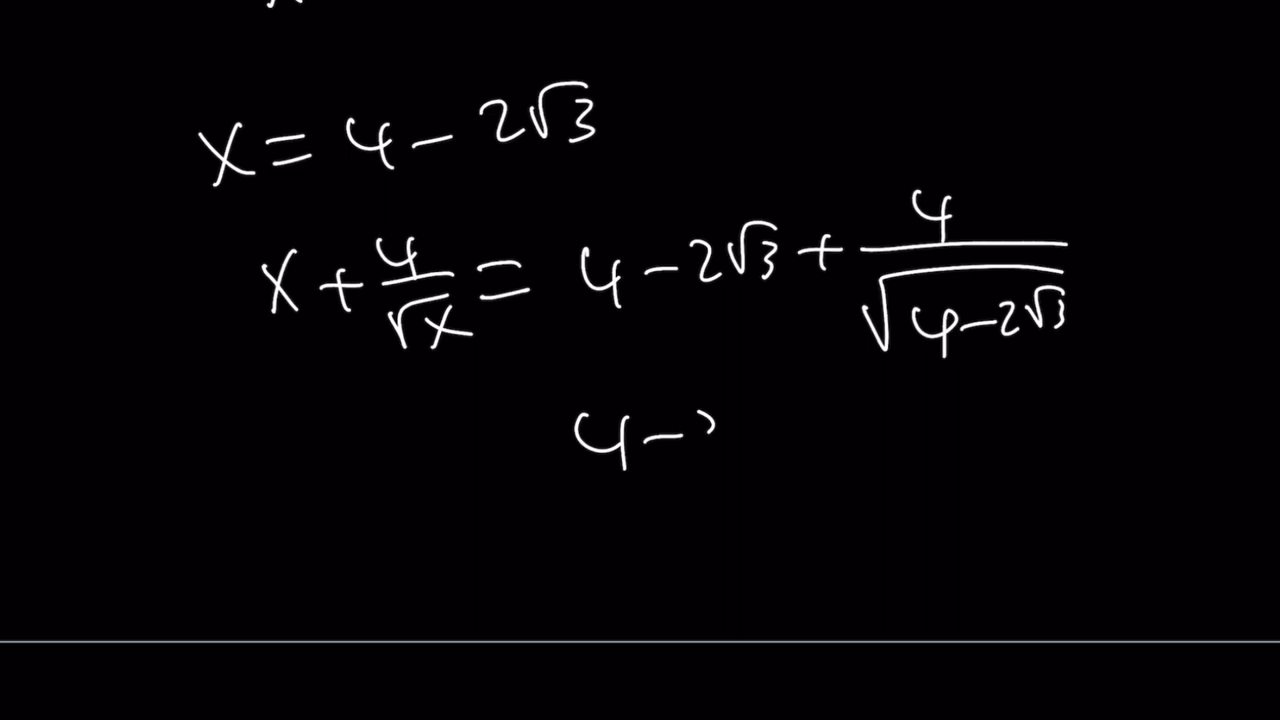 x = 4 - 2√3
x + 4/√x = 4 - 2√3 + 4/√(4-2√3)
4 -